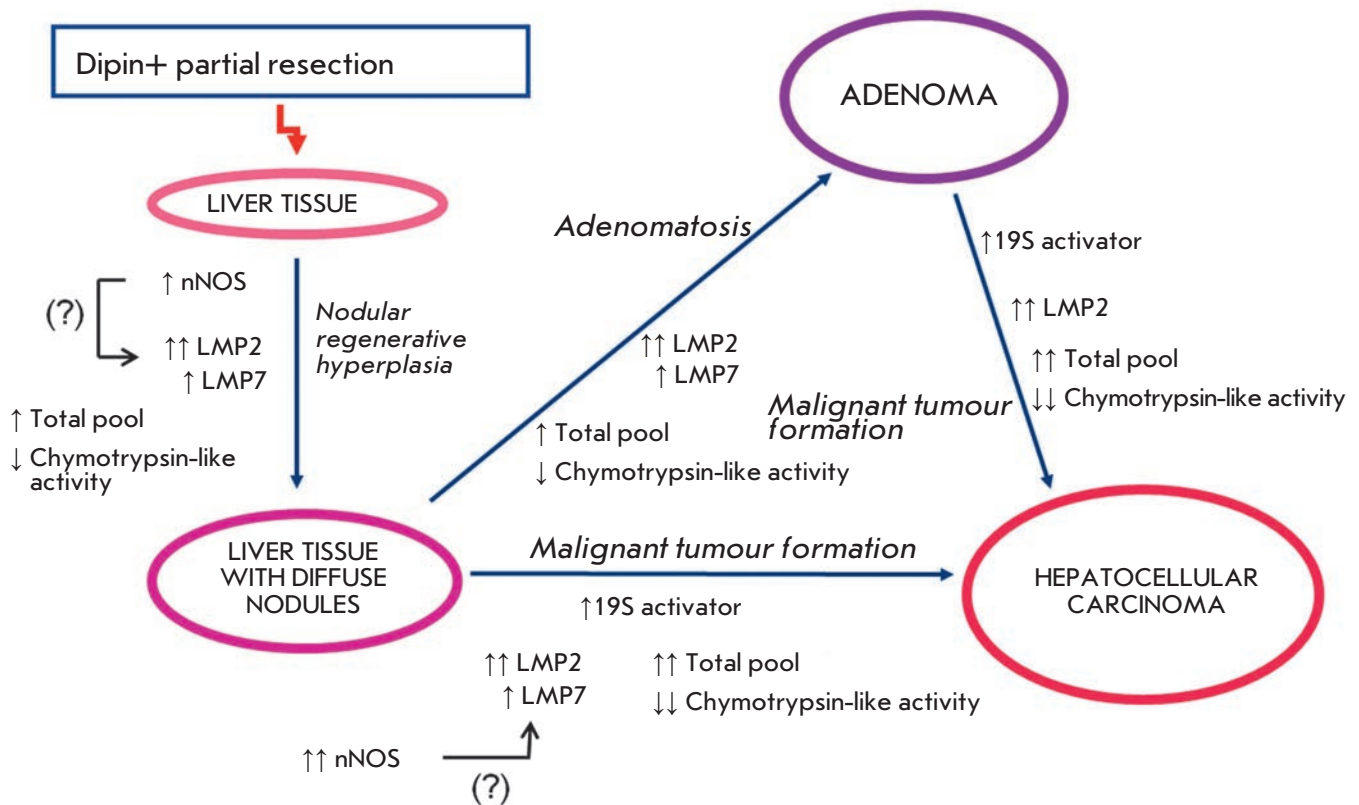 Dipin+ partial resection
LIVER TISSUE
(?)
↑ nNOS
↑↑ LMP2
↑ LMP7
Nodular
regenerative
hyperplasia
↑ Total pool
↓ Chymotrypsin-like
activity
LIVER TISSUE
WITH DIFFUSE
NODULES
Adenomatosis
↑↑ LMP2
↑ LMP7
↑ Total pool
↓ Chymotrypsin-like activity
ADENOMA
↑19S activator
↑↑ LMP2
↑↑ Total pool
↓↓ Chymotrypsin-like activity
Malignant tumour
formation
Malignant tumour formation
↑19S activator
↑↑ LMP2
↑ LMP7
↑↑ Total pool
↓↓ Chymotrypsin-like activity
↑↑ nNOS
(?)
HEPATOCELLULAR
CARCINOMA